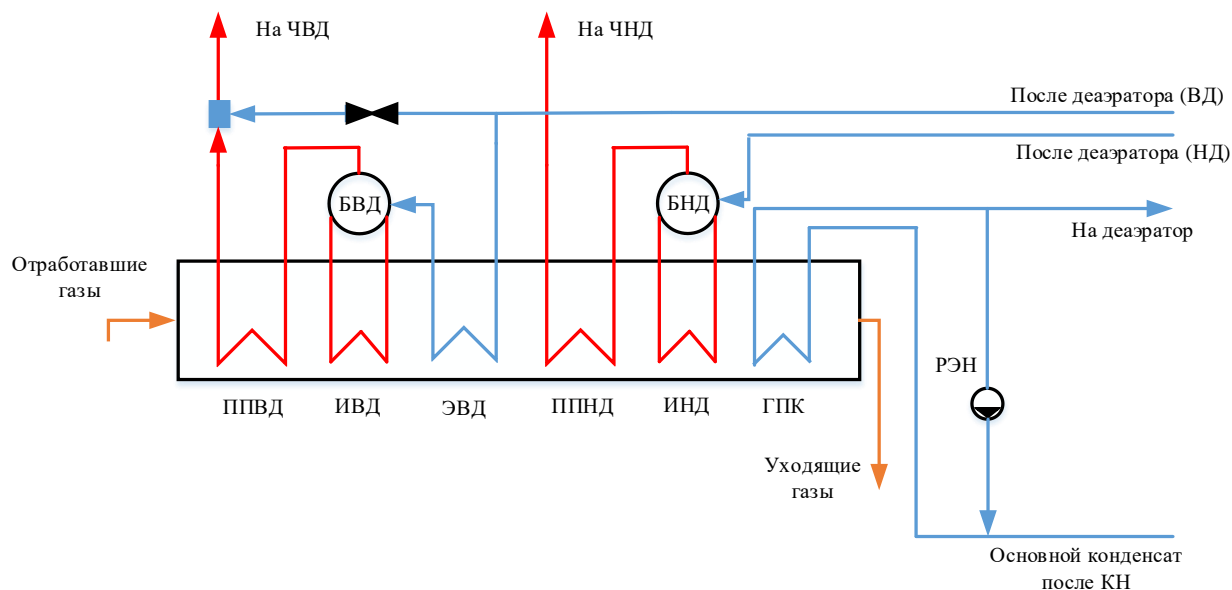 На ЧВД
На ЧНД
После деаэратора (ВД)
После деаэратора (НД)
БВД
БНД
На деаэратор
Отработавшие
газы
РЭН
ППВД
ИВД
ЭВД
ППНД
ИНД
ГПК
Уходящие
газы
Основной конденсат
после КН